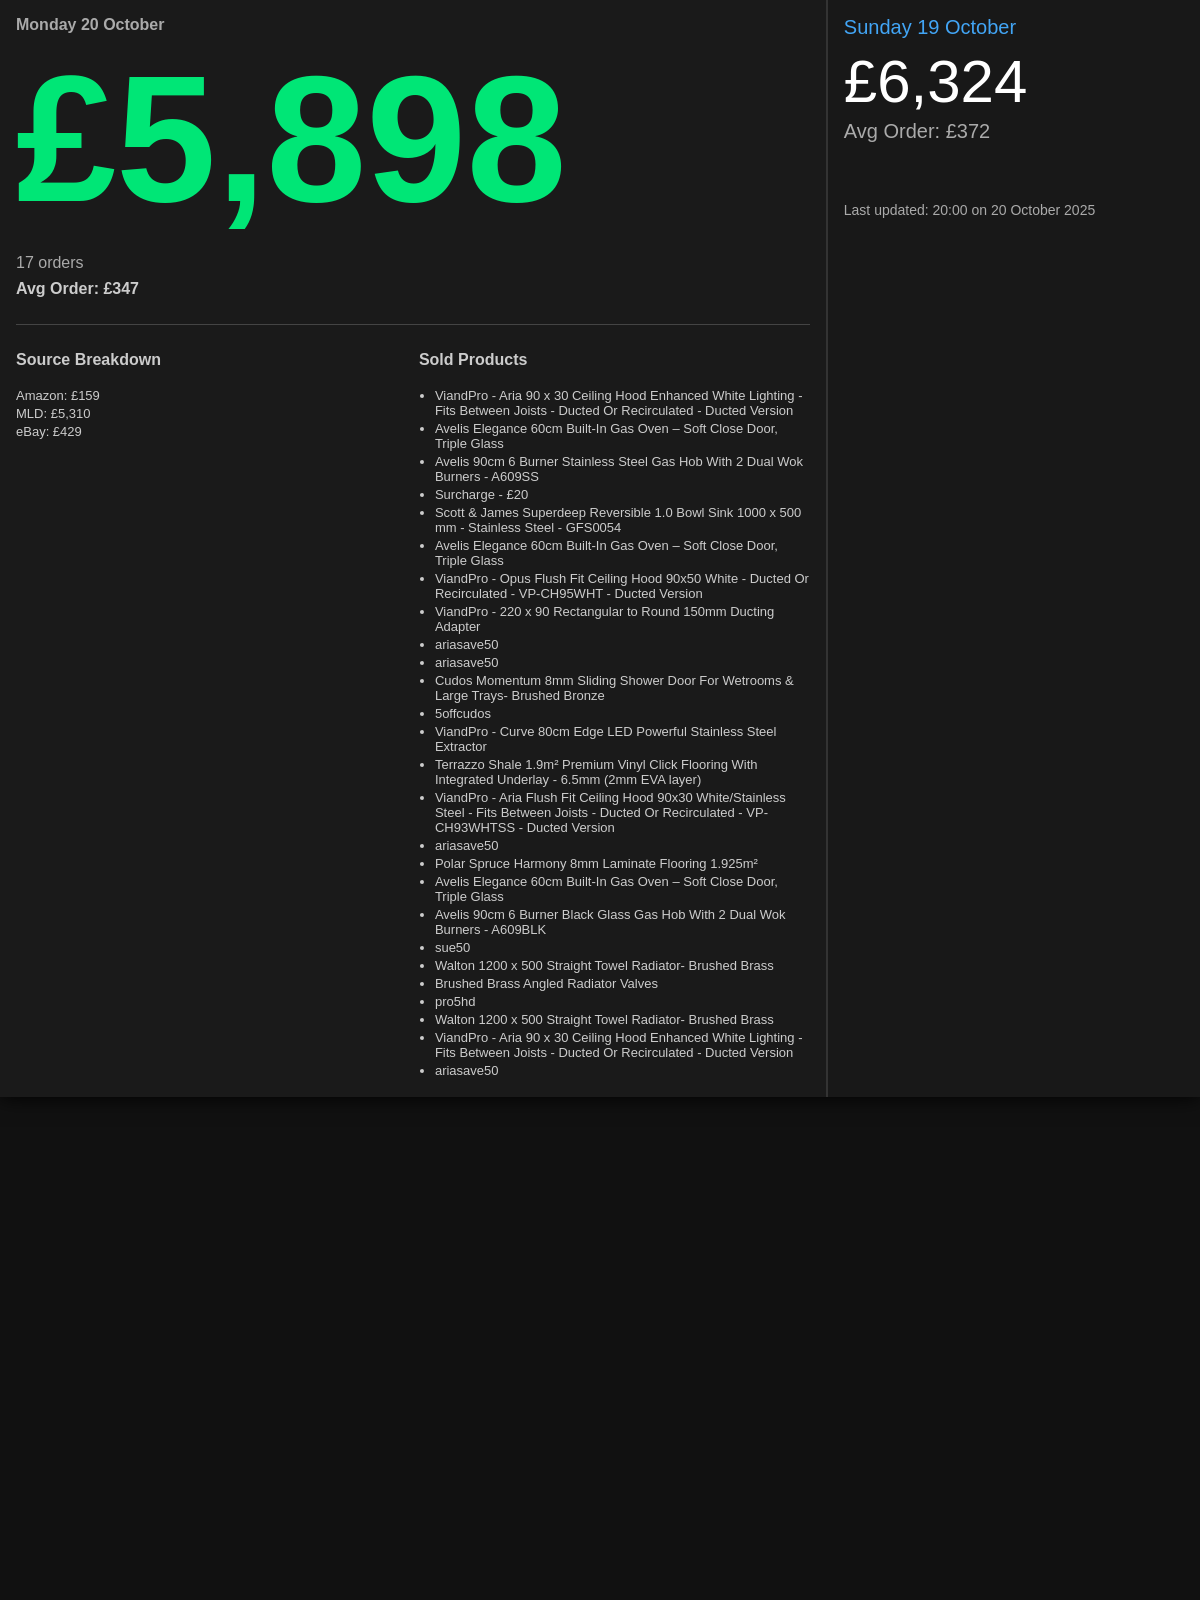 Monday 20 October
£5,898
17 orders
Avg Order: £347
Source Breakdown
Amazon: £159
MLD: £5,310
eBay: £429
Sold Products
• ViandPro - Aria 90 x 30 Ceiling Hood Enhanced White Lighting -
Fits Between Joists - Ducted Or Recirculated - Ducted Version
• Avelis Elegance 60cm Built-In Gas Oven – Soft Close Door,
Triple Glass
• Avelis 90cm 6 Burner Stainless Steel Gas Hob With 2 Dual Wok
Burners - A609SS
• Surcharge - £20
• Scott & James Superdeep Reversible 1.0 Bowl Sink 1000 x 500
mm - Stainless Steel - GFS0054
• Avelis Elegance 60cm Built-In Gas Oven – Soft Close Door,
Triple Glass
• ViandPro - Opus Flush Fit Ceiling Hood 90x50 White - Ducted Or
Recirculated - VP-CH95WHT - Ducted Version
• ViandPro - 220 x 90 Rectangular to Round 150mm Ducting
Adapter
• ariasave50
• ariasave50
• Cudos Momentum 8mm Sliding Shower Door For Wetrooms &
Large Trays- Brushed Bronze
• 5offcudos
• ViandPro - Curve 80cm Edge LED Powerful Stainless Steel
Extractor
• Terrazzo Shale 1.9m² Premium Vinyl Click Flooring With
Integrated Underlay - 6.5mm (2mm EVA layer)
• ViandPro - Aria Flush Fit Ceiling Hood 90x30 White/Stainless
Steel - Fits Between Joists - Ducted Or Recirculated - VP-
CH93WHTSS - Ducted Version
• ariasave50
• Polar Spruce Harmony 8mm Laminate Flooring 1.925m²
• Avelis Elegance 60cm Built-In Gas Oven – Soft Close Door,
Triple Glass
• Avelis 90cm 6 Burner Black Glass Gas Hob With 2 Dual Wok
Burners - A609BLK
• sue50
• Walton 1200 x 500 Straight Towel Radiator- Brushed Brass
• Brushed Brass Angled Radiator Valves
• pro5hd
• Walton 1200 x 500 Straight Towel Radiator- Brushed Brass
• ViandPro - Aria 90 x 30 Ceiling Hood Enhanced White Lighting -
Fits Between Joists - Ducted Or Recirculated - Ducted Version
• ariasave50
Sunday 19 October
£6,324
Avg Order: £372
Last updated: 20:00 on 20 October 2025